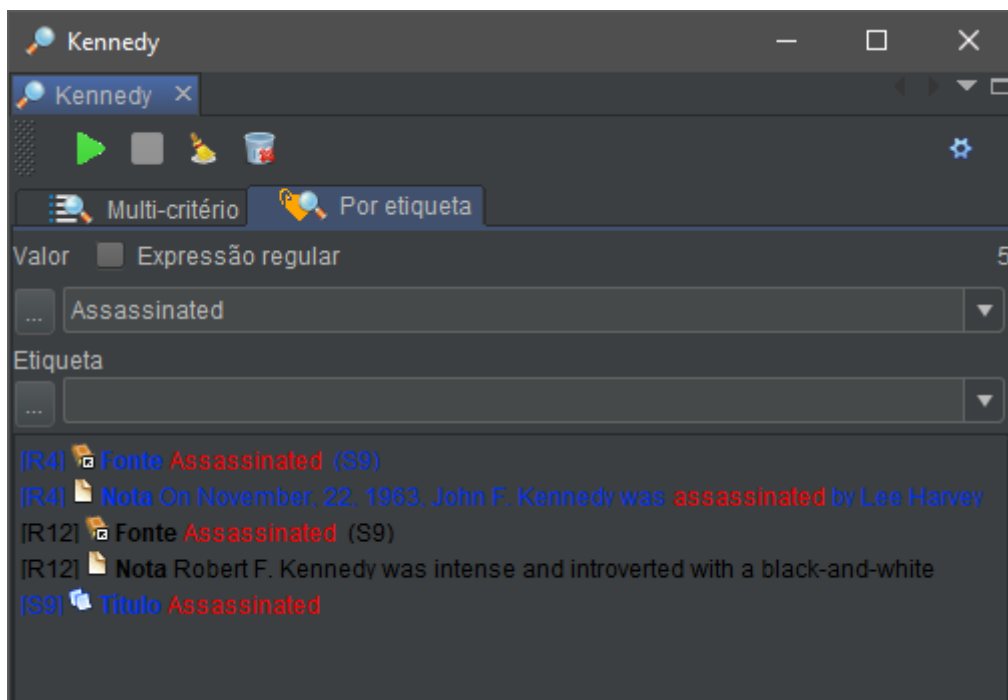 Kennedy
Kennedy
Multi-critério Por etiqueta
Valor Expressão regular 5
... Assassinated
Etiqueta
...
[R4] Fonte Assassinated (S9)
[R4] Nota On November, 22, 1963, John F. Kennedy was assassinated by Lee Harvey
[R12] Fonte Assassinated (S9)
[R12] Nota Robert F. Kennedy was intense and introverted with a black-and-white
[S9] Título Assassinated